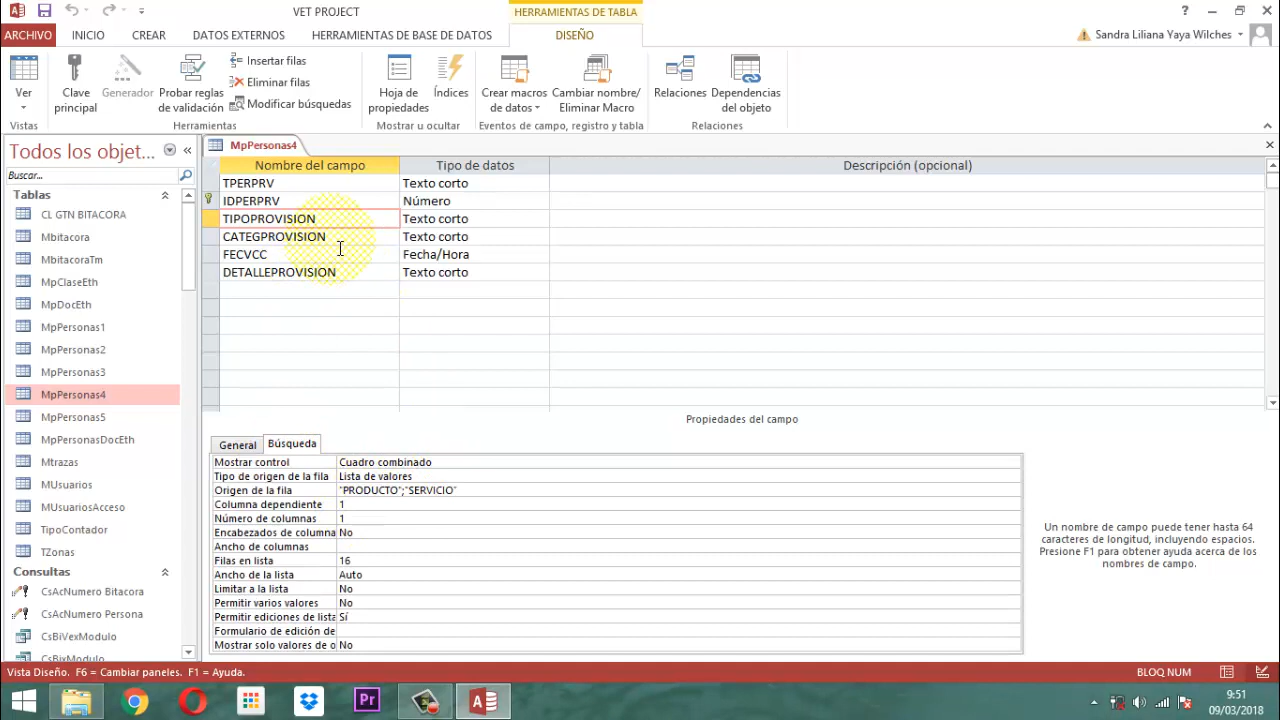 VET PROJECT
HERRAMIENTAS DE TABLA
?
ARCHIVO INICIO CREAR DATOS EXTERNOS HERRAMIENTAS DE BASE DE DATOS DISEÑO Sandra Liliana Yaya Wilches
Ver
Clave principal
Generador
Probar reglas de validación
Insertar filas
Eliminar filas
Modificar búsquedas
Hoja de propiedades
Índices
Crear macros de datos
Cambiar nombre/ Eliminar Macro
Relaciones
Dependencias del objeto
Vistas Herramientas Mostrar u ocultar Eventos de campo, registro y tabla Relaciones
Todos los objet...
Buscar...
Tablas
CL GTN BITACORA
Mbitacora
MbitacoraTm
MpClaseEth
MpDocEth
MpPersonas1
MpPersonas2
MpPersonas3
MpPersonas4
MpPersonas5
MpPersonasDocEth
Mtrazas
MUsuarios
MUsuariosAcceso
TipoContador
TZonas
Consultas
CsAcNumero Bitacora
CsAcNumero Persona
CsBiVexModulo
CsBixModulo
MpPersonas4
Nombre del campo Tipo de datos Descripción (opcional)
TPERPRV Texto corto
IDPERPRV Número
TIPOPROVISION Texto corto
CATEGPROVISION Texto corto
FECVCC Fecha/Hora
DETALLEPROVISION Texto corto
Propiedades del campo
General Búsqueda
Mostrar control Cuadro combinado
Tipo de origen de la fila Lista de valores
Origen de la fila "PRODUCTO";"SERVICIO"
Columna dependiente 1
Número de columnas 1
Encabezados de columna No
Ancho de columnas
Filas en lista 16
Ancho de la lista Auto
Limitar a la lista No
Permitir varios valores No
Permitir ediciones de lista Sí
Formulario de edición de
Mostrar solo valores de o No
Un nombre de campo puede tener hasta 64
caracteres de longitud, incluyendo espacios.
Presione F1 para obtener ayuda acerca de los
nombres de campo.
Vista Diseño. F6 = Cambiar paneles. F1 = Ayuda. BLOQ NUM
Pr
9:51
09/03/2018